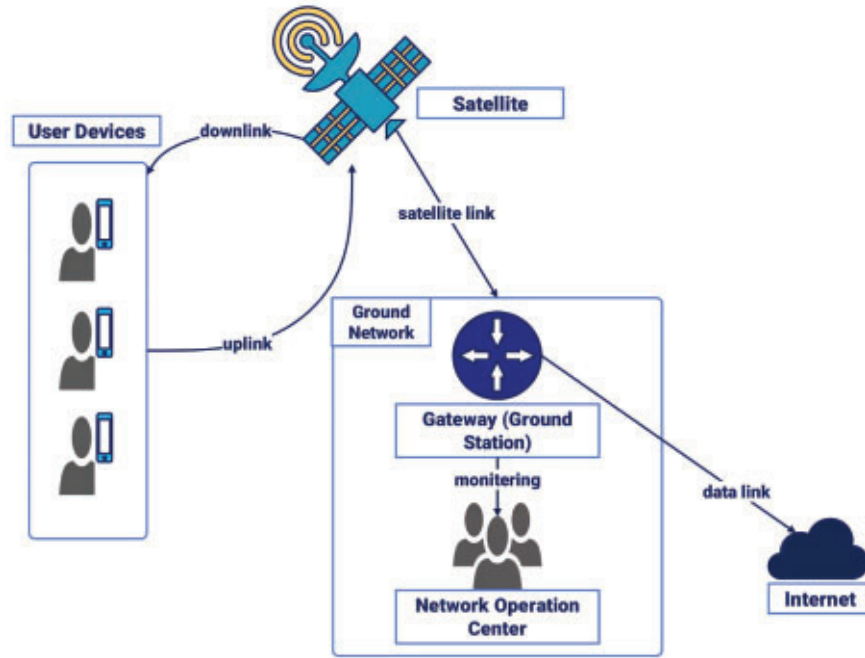 Satellite
User Devices
downlink
satellite link
Ground
Network
uplink
Gateway (Ground
Station)
monitering
data link
Network Operation
Center
Internet